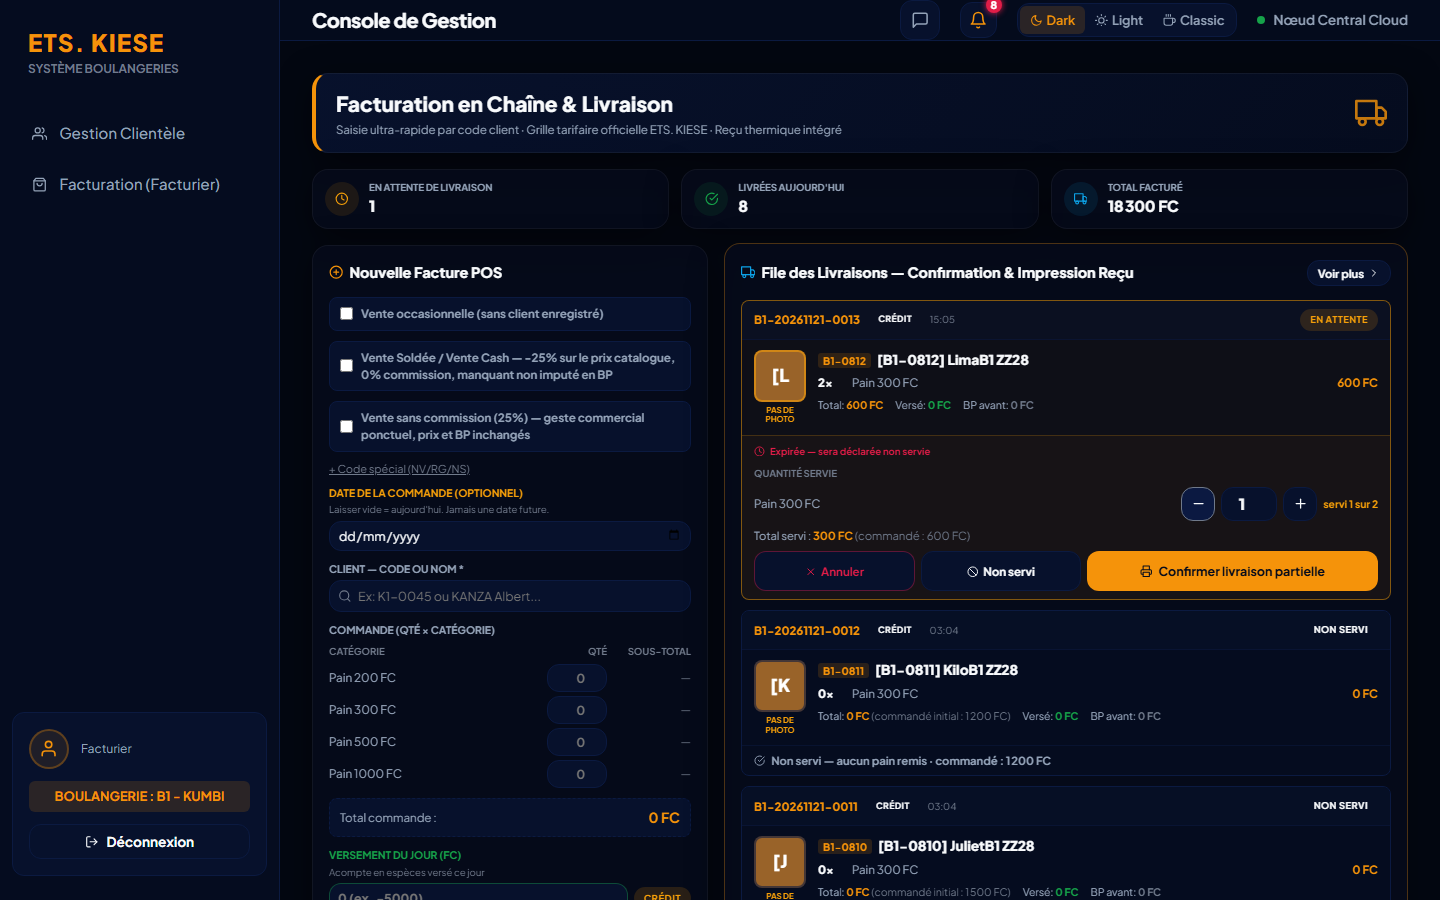 ETS. KIESE
SYSTÈME BOULANGERIES
Gestion Clientèle
Facturation (Facturier)
Facturier
BOULANGERIE : B1 - KUMBI
Déconnexion
Console de Gestion
8
Dark
Light
Classic
Nœud Central Cloud
Facturation en Chaîne & Livraison
Saisie ultra-rapide par code client · Grille tarifaire officielle ETS. KIESE · Reçu thermique intégré
EN ATTENTE DE LIVRAISON
1
LIVRÉES AUJOURD'HUI
8
TOTAL FACTURÉ
18 300 FC
Nouvelle Facture POS
Vente occasionnelle (sans client enregistré)
Vente Soldée / Vente Cash — -25% sur le prix catalogue,
0% commission, manquant non imputé en BP
Vente sans commission (25%) — geste commercial
ponctuel, prix et BP inchangés
+ Code spécial (NV/RG/NS)
DATE DE LA COMMANDE (OPTIONNEL)
Laisser vide = aujourd'hui. Jamais une date future.
dd/mm/yyyy
CLIENT — CODE OU NOM *
Ex: K1-0045 ou KANZA Albert...
COMMANDE (QTÉ × CATÉGORIE)
CATÉGORIE QTÉ SOUS-TOTAL
Pain 200 FC 0 —
Pain 300 FC 0 —
Pain 500 FC 0 —
Pain 1000 FC 0 —
Total commande : 0 FC
VERSEMENT DU JOUR (FC)
Acompte en espèces versé ce jour
0 (ex. -5000) CRÉDIT
File des Livraisons — Confirmation & Impression Reçu
Voir plus
B1-20261121-0013 CRÉDIT 15:05 EN ATTENTE
[L
PAS DE
PHOTO
B1-0812 [B1-0812] LimaB1 ZZ28
2× Pain 300 FC 600 FC
Total: 600 FC Versé: 0 FC BP avant: 0 FC
Expirée — sera déclarée non servie
QUANTITÉ SERVIE
Pain 300 FC − 1 + servi 1 sur 2
Total servi : 300 FC (commandé : 600 FC)
Annuler
Non servi
Confirmer livraison partielle
B1-20261121-0012 CRÉDIT 03:04 NON SERVI
[K
PAS DE
PHOTO
B1-0811 [B1-0811] KiloB1 ZZ28
0× Pain 300 FC 0 FC
Total: 0 FC (commandé initial : 1 200 FC) Versé: 0 FC BP avant: 0 FC
Non servi — aucun pain remis · commandé : 1 200 FC
B1-20261121-0011 CRÉDIT 03:04 NON SERVI
[J
PAS DE
B1-0810 [B1-0810] JulietB1 ZZ28
0× Pain 300 FC 0 FC
Total: 0 FC (commandé initial : 1 500 FC) Versé: 0 FC BP avant: 0 FC